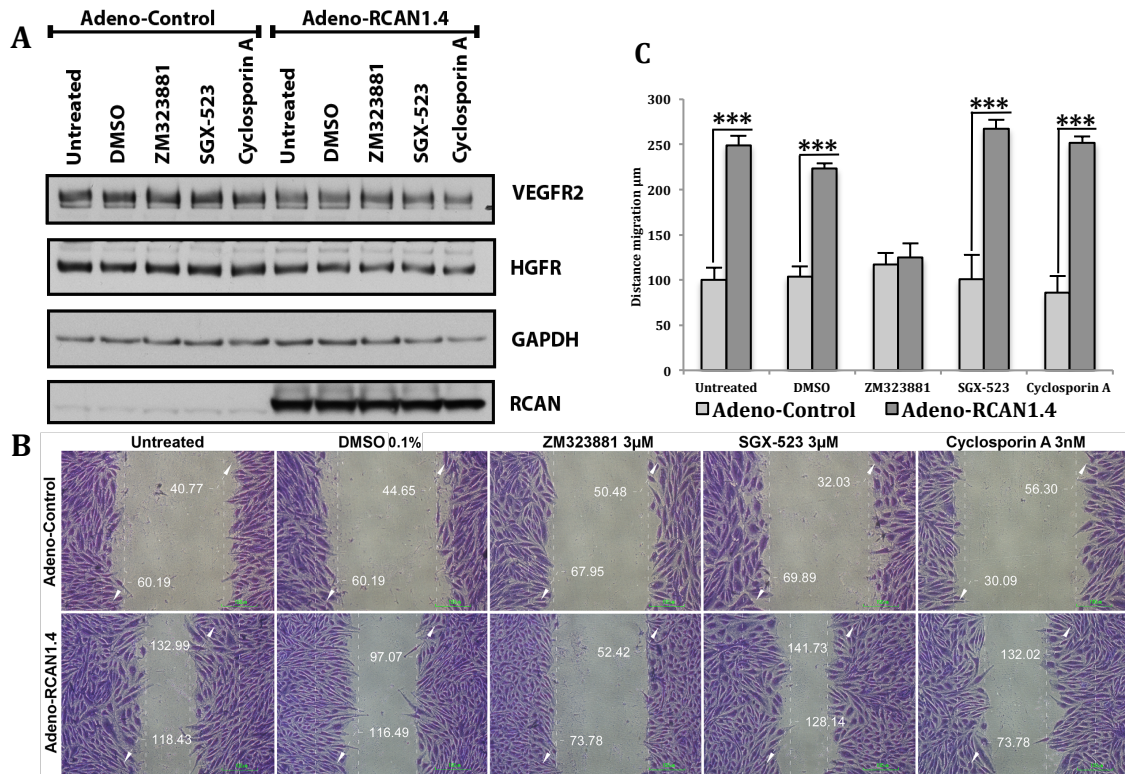 A
Adeno-Control
Adeno-RCAN1.4
Untreated
DMSO
ZM323881
SGX-523
Cyclosporin A
Untreated
DMSO
ZM323881
SGX-523
Cyclosporin A
VEGFR2
HGFR
GAPDH
RCAN
C
Distance migration µm
300
250
200
150
100
50
0
***
***
***
***
Untreated
DMSO
ZM323881
SGX-523
Cyclosporin A
Adeno-Control
Adeno-RCAN1.4
B
Untreated
DMSO 0.1%
ZM323881 3µM
SGX-523 3µM
Cyclosporin A 3nM
Adeno-Control
40.77
60.19
44.65
60.19
50.48
67.95
32.03
69.89
56.30
30.09
Adeno-RCAN1.4
132.99
118.43
97.07
116.49
52.42
73.78
141.73
128.14
132.02
73.78